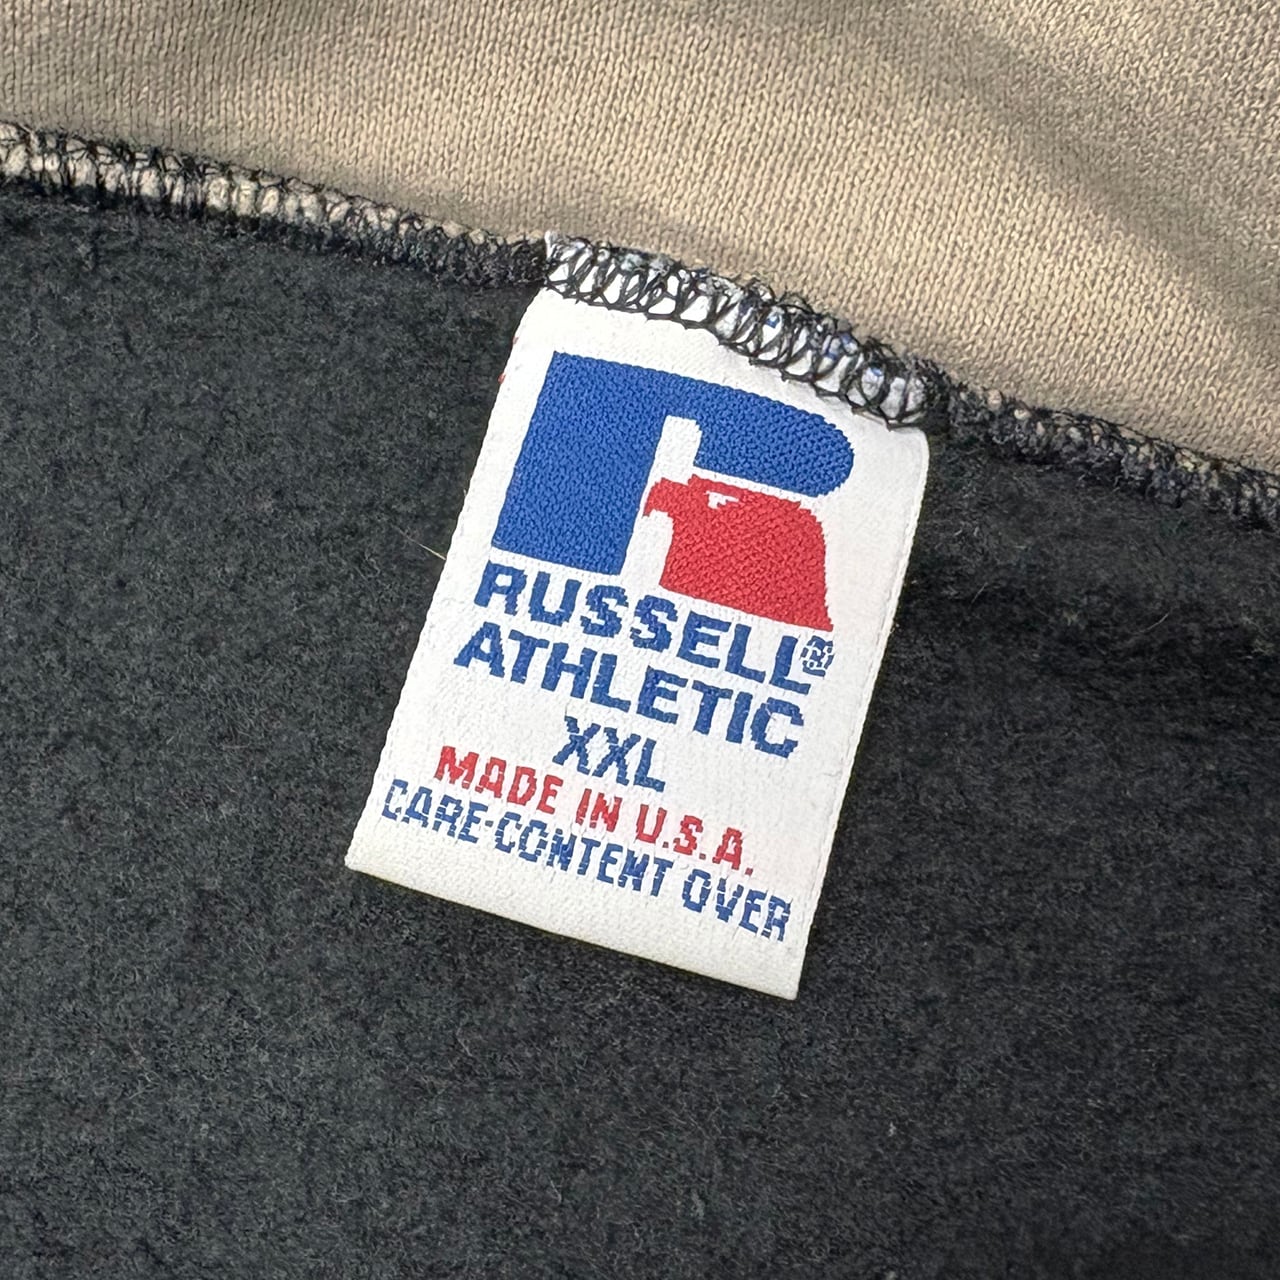 RUSSELL®
ATHLETIC
XXL
MADE IN U.S.A.
CARE-CONTENT OVER